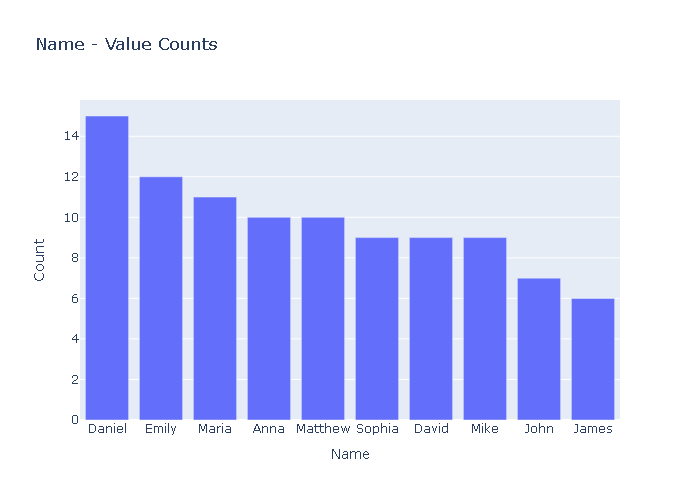 Name - Value Counts
14
12
10
8
6
4
2
0
Count
Daniel Emily Maria Anna Matthew Sophia David Mike John James
Name